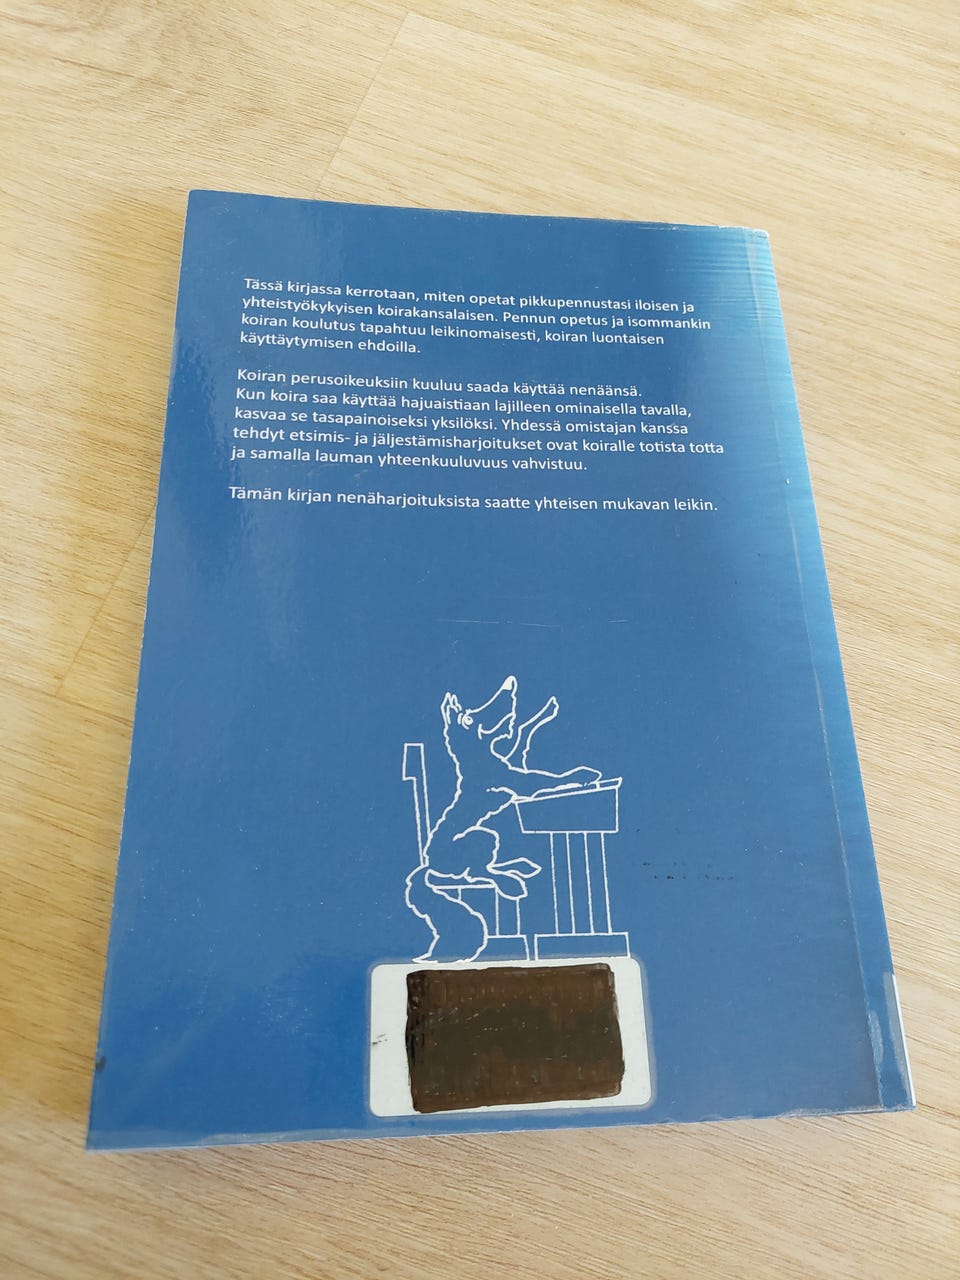 Tässä kirjassa kerrotaan, miten opetat pikkupennustasi iloisen ja
yhteistyökykyisen koirakansalaisen. Pennun opetus ja isommankin
koiran koulutus tapahtuu leikinomaisesti, koiran luontaisen
käyttäytymisen ehdoilla.
Koiran perusoikeuksiin kuuluu saada käyttää nenäänsä.
Kun koira saa käyttää hajuaistiaan lajilleen ominaisella tavalla,
kasvaa se tasapainoiseksi yksilöksi. Yhdessä omistajan kanssa
tehdyt etsimis- ja jäljestämisharjoitukset ovat koiralle totista totta
ja samalla lauman yhteenkuuluvuus vahvistuu.
Tämän kirjan nenäharjoituksista saatte yhteisen mukavan leikin.